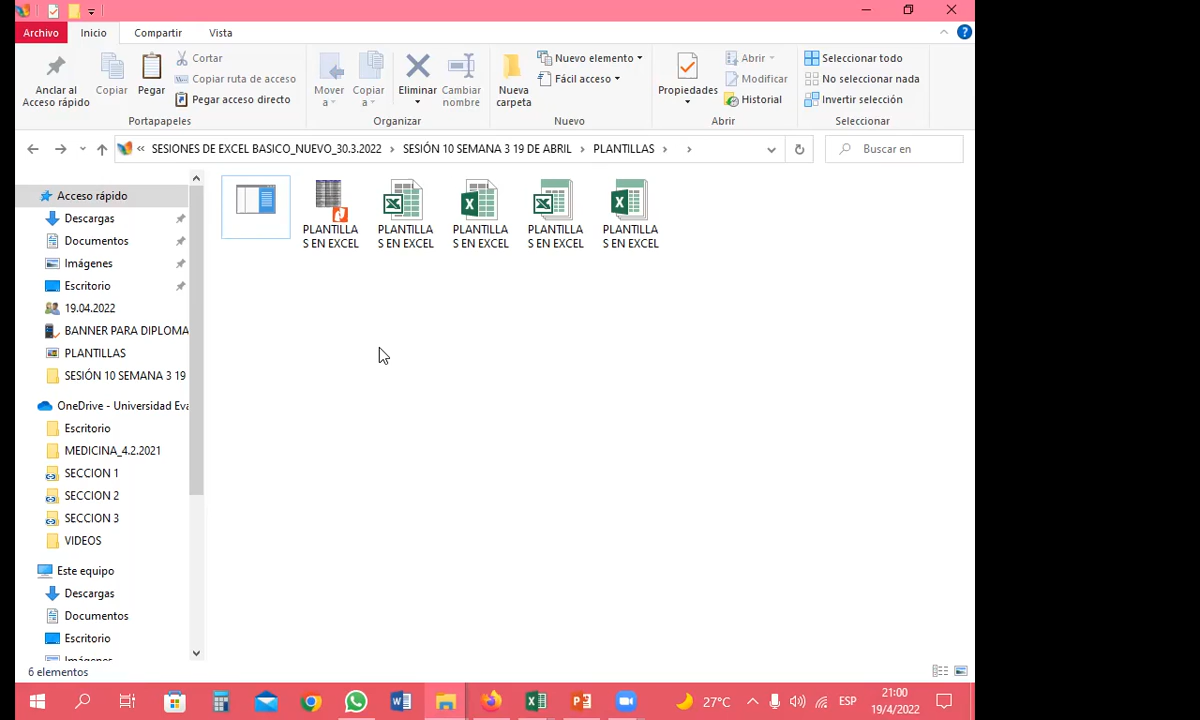 Archivo Inicio Compartir Vista
Anclar al Acceso rápido
Copiar
Pegar
Cortar
Copiar ruta de acceso
Pegar acceso directo
Portapapeles
Mover a
Copiar a
Eliminar
Cambiar nombre
Organizar
Nueva carpeta
Nuevo elemento
Fácil acceso
Nuevo
Propiedades
Abrir
Modificar
Historial
Abrir
Seleccionar todo
No seleccionar nada
Invertir selección
Seleccionar
« SESIONES DE EXCEL BASICO_NUEVO_30.3.2022 › SESIÓN 10 SEMANA 3 19 DE ABRIL › PLANTILLAS ›
Buscar en
Acceso rápido
Descargas
Documentos
Imágenes
Escritorio
19.04.2022
BANNER PARA DIPLOMA
PLANTILLAS
SESIÓN 10 SEMANA 3 19
OneDrive - Universidad Eva
Escritorio
MEDICINA_4.2.2021
SECCION 1
SECCION 2
SECCION 3
VIDEOS
Este equipo
Descargas
Documentos
Escritorio
Imágenes
PLANTILLA
S EN EXCEL
PLANTILLA
S EN EXCEL
PLANTILLA
S EN EXCEL
PLANTILLA
S EN EXCEL
PLANTILLA
S EN EXCEL
6 elementos
27°C
ESP
21:00
19/4/2022